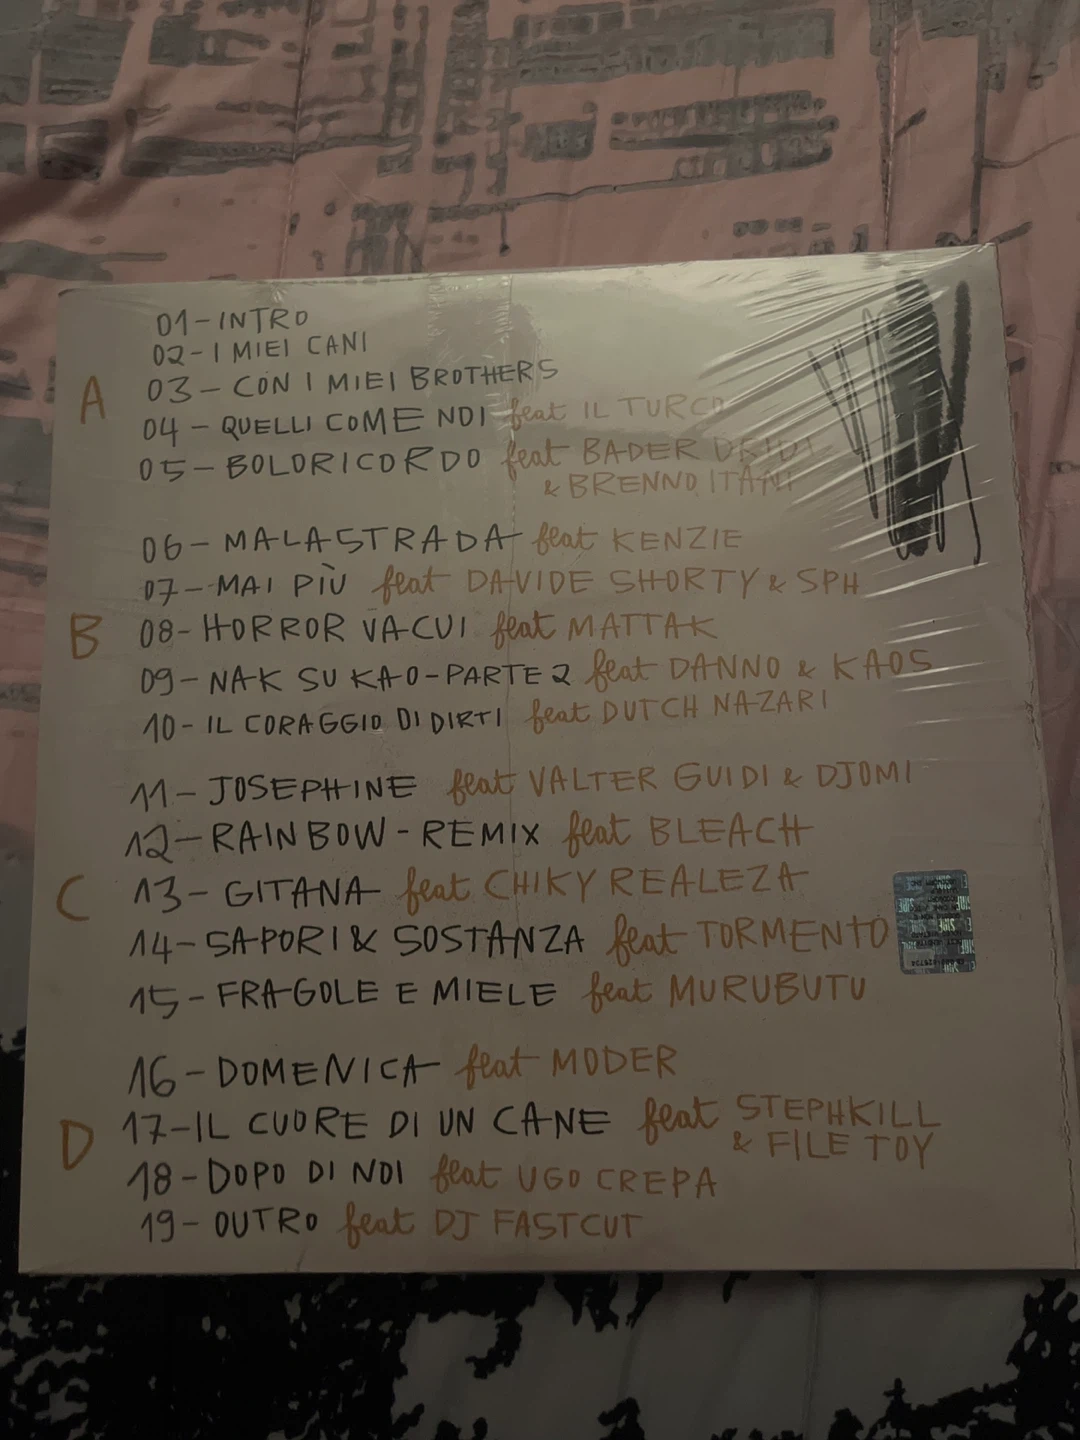 01-INTRO
02-I MIEI CANI
A
03-CON I MIEI BROTHERS
04-QUELLI COME NOI feat IL TURCO
05-BOLORICORDO feat BADER DRIDI
& BRENNO ITANI
06-MALASTRADA feat KENZIE
07-MAI PIÙ feat DAVIDE SHORTY & SPH
B
08-HORROR VACUI feat MATTAK
09-NAK SU KAO-PARTE 2 feat DANNO & KAOS
10-IL CORAGGIO DI DIRTI feat DUTCH NAZARI
11-JOSEPHINE feat VALTER GUIDI & DJOMI
12-RAINBOW-REMIX feat BLEACH
C
13-GITANA feat CHIKY REALEZA
14-SAPORI & SOSTANZA feat TORMENTO
15-FRAGOLE E MIELE feat MURUBUTU
16-DOMENICA feat MODER
D
17-IL CUORE DI UN CANE feat STEPHKILL
& FILE TOY
18-DOPO DI NOI feat UGO CREPA
19-OUTRO feat DJ FASTCUT